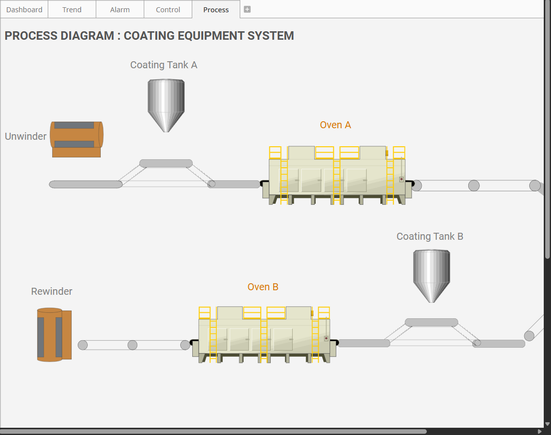 Dashboard Trend Alarm Control Process
PROCESS DIAGRAM : COATING EQUIPMENT SYSTEM
Coating Tank A
Oven A
Unwinder
Coating Tank B
Oven B
Rewinder